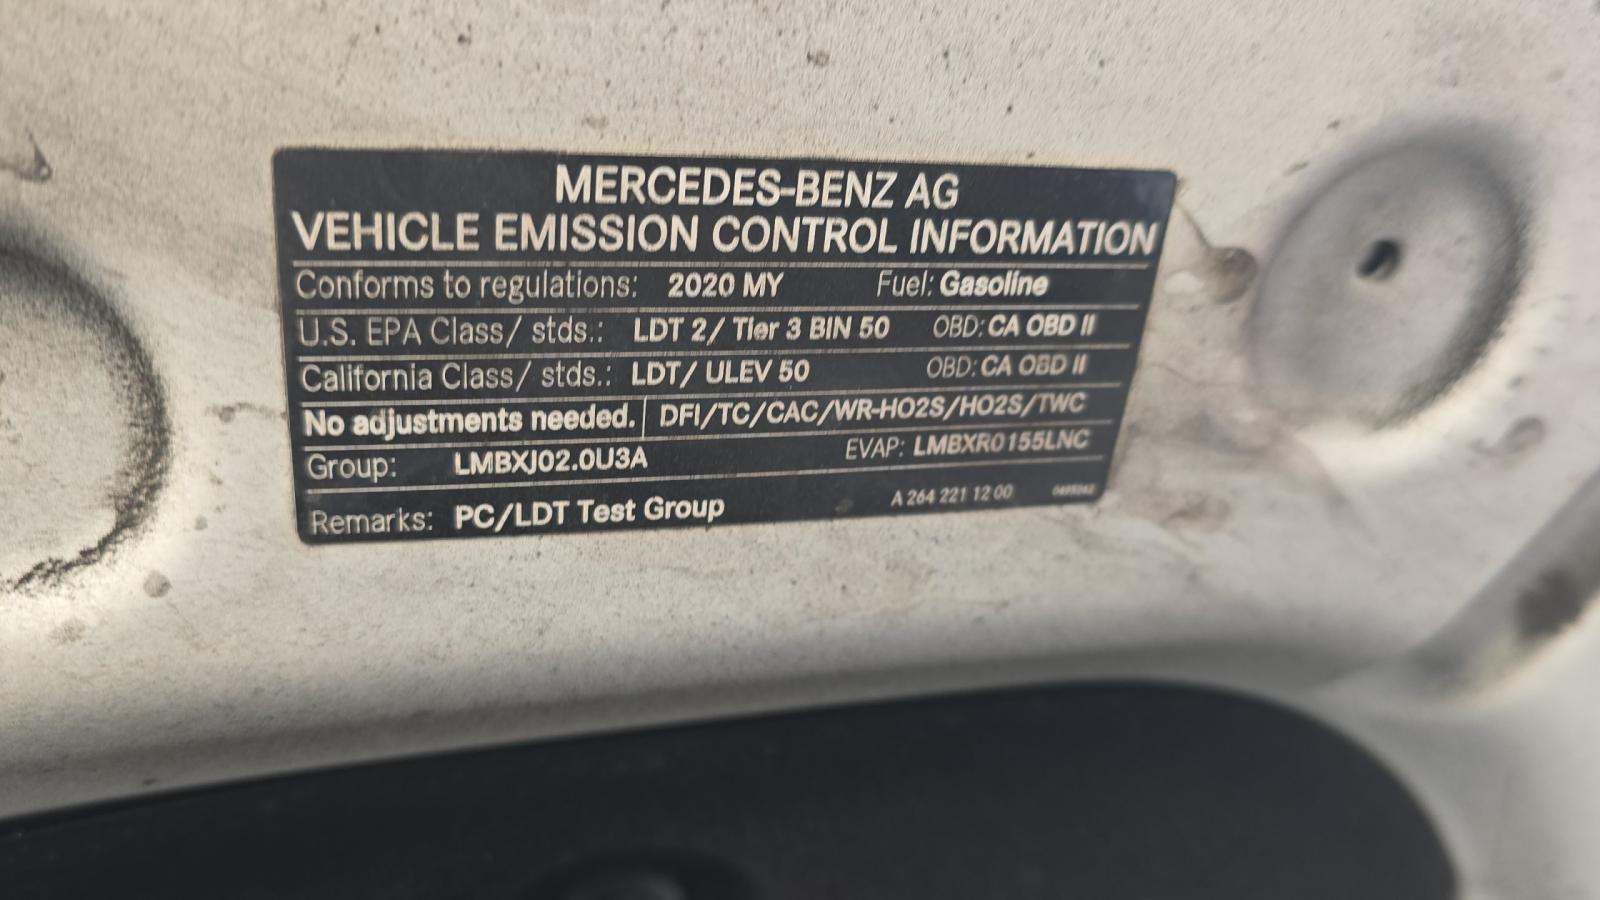 MERCEDES-BENZ AG
VEHICLE EMISSION CONTROL INFORMATION
Conforms to regulations: 2020 MY Fuel: Gasoline
U.S. EPA Class/ stds.: LDT 2/ Tier 3 BIN 50 OBD: CA OBD II
California Class/ stds.: LDT/ ULEV 50 OBD: CA OBD II
No adjustments needed. DFI/TC/CAC/WR-HO2S/HO2S/TWC
Group: LMBXJ02.0U3A EVAP: LMBXR0155LNC
Remarks: PC/LDT Test Group A 264 221 12 00